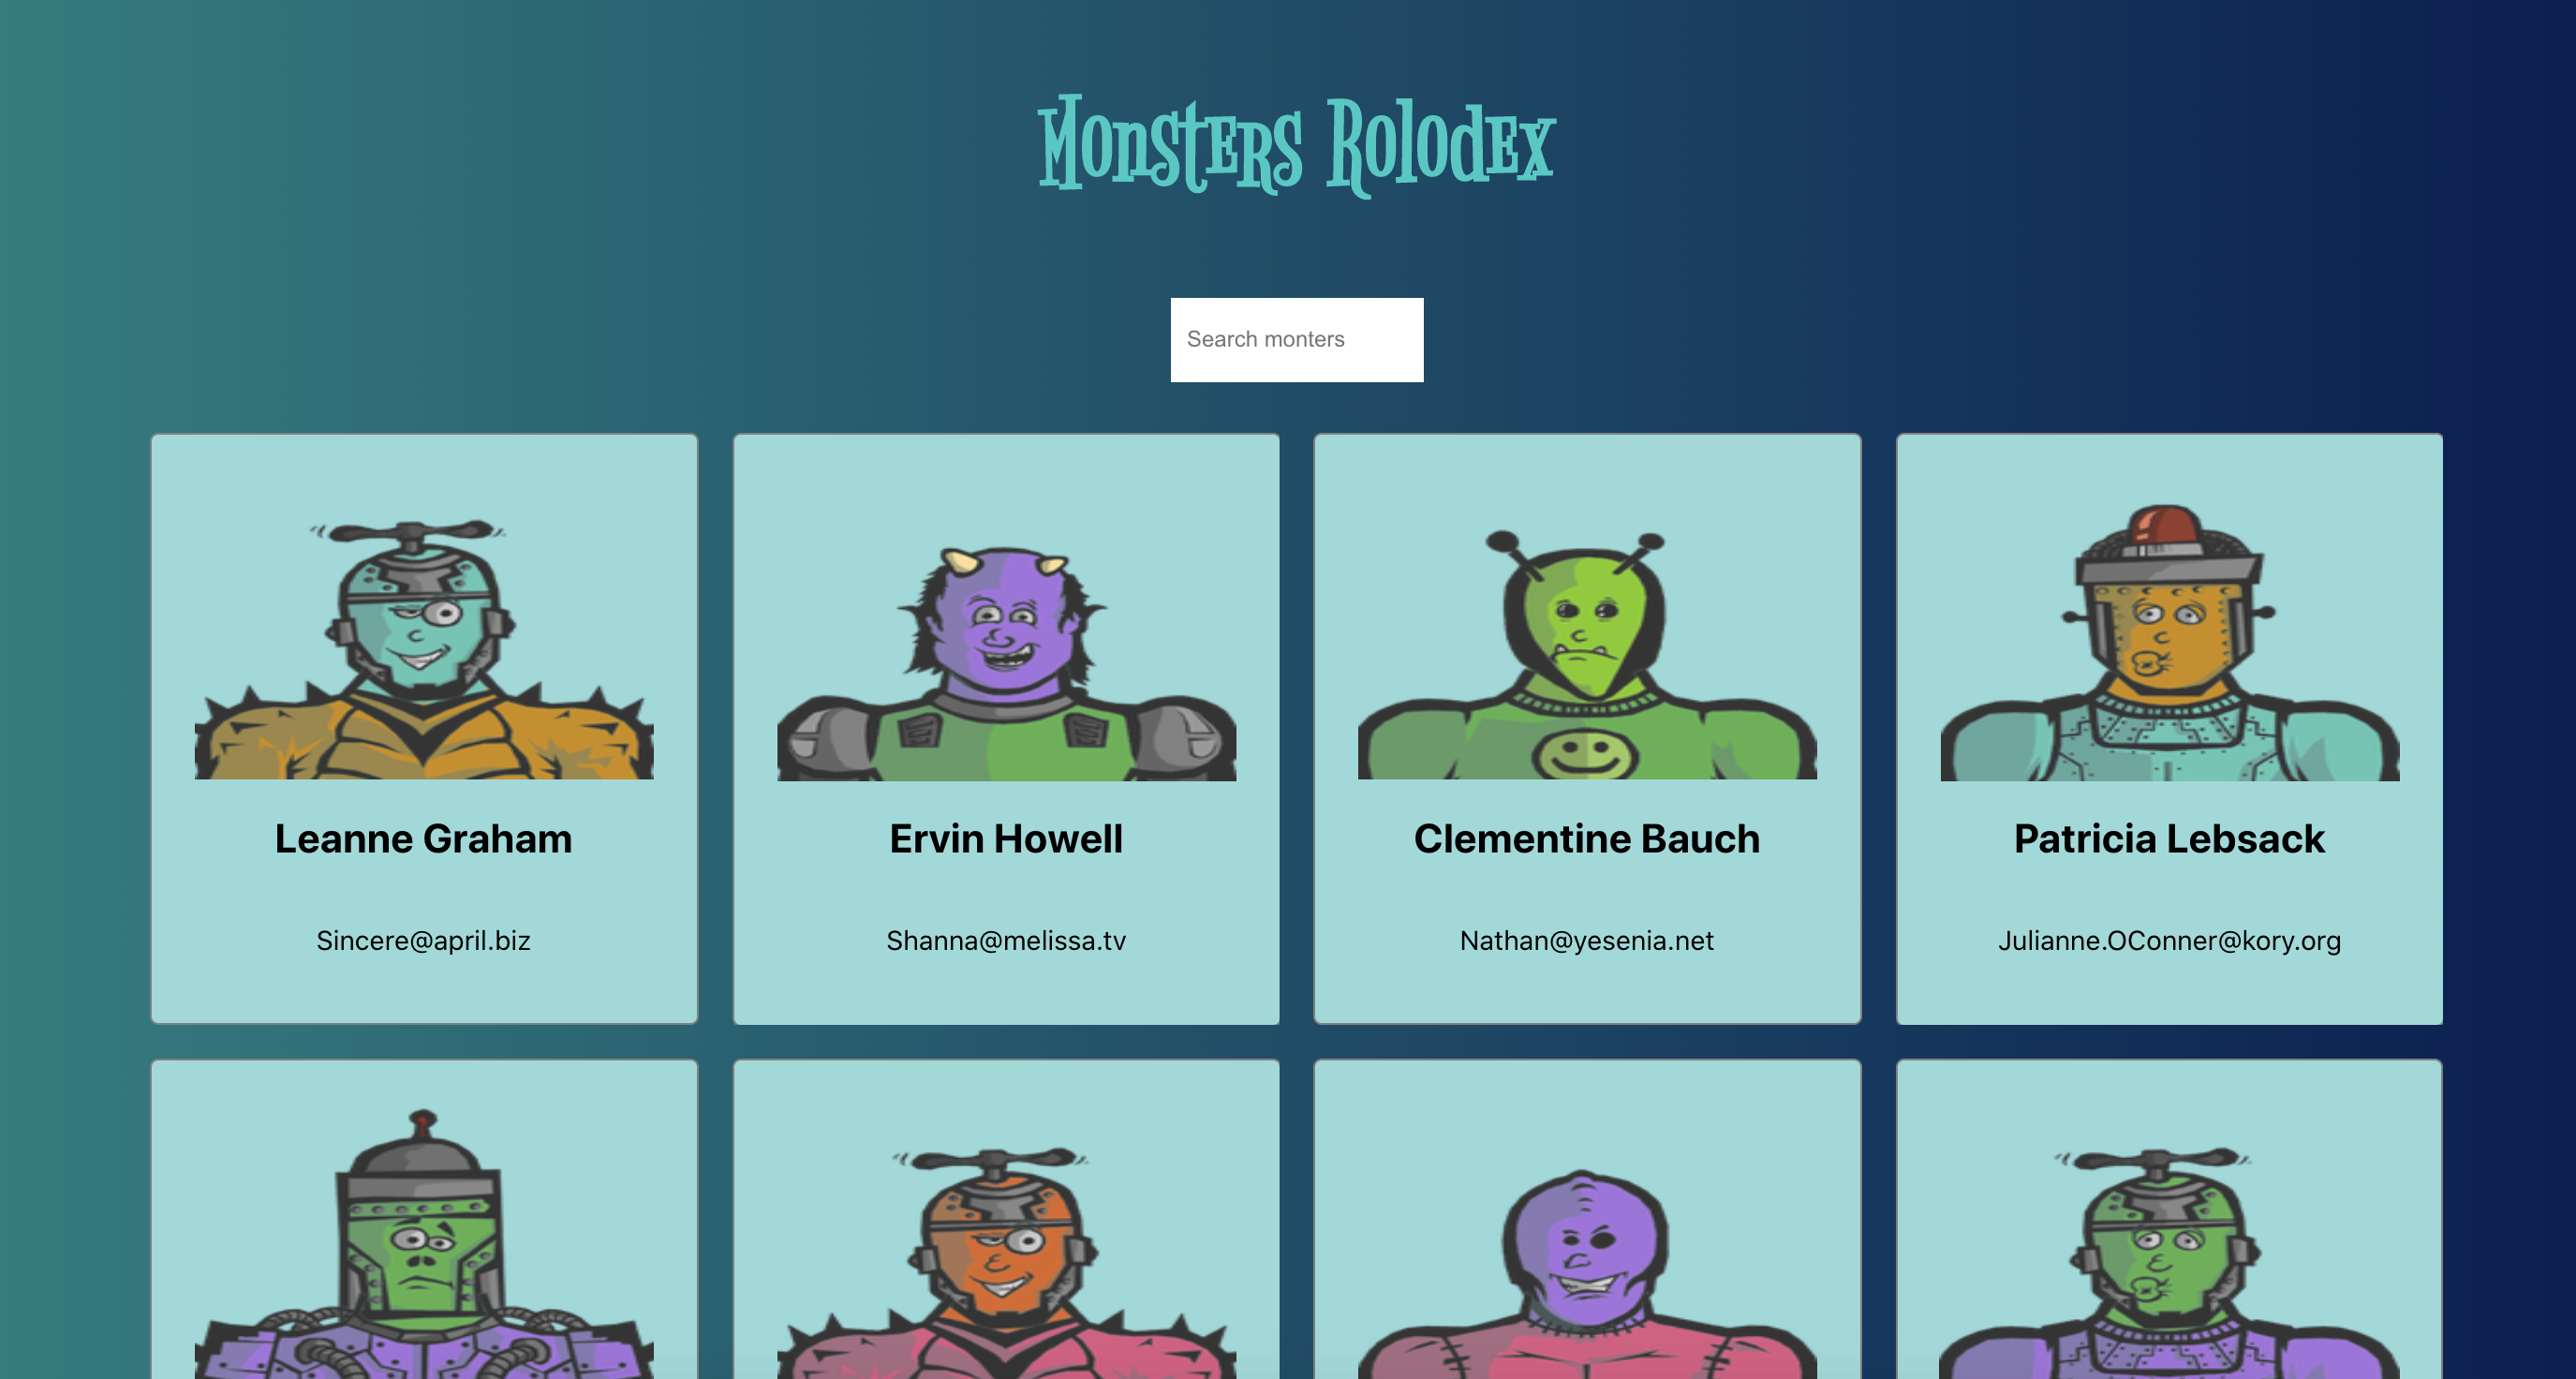 Monsters Rolodex
Search monters
Leanne Graham
Sincere@april.biz
Ervin Howell
Shanna@melissa.tv
Clementine Bauch
Nathan@yesenia.net
Patricia Lebsack
Julianne.OConner@kory.org